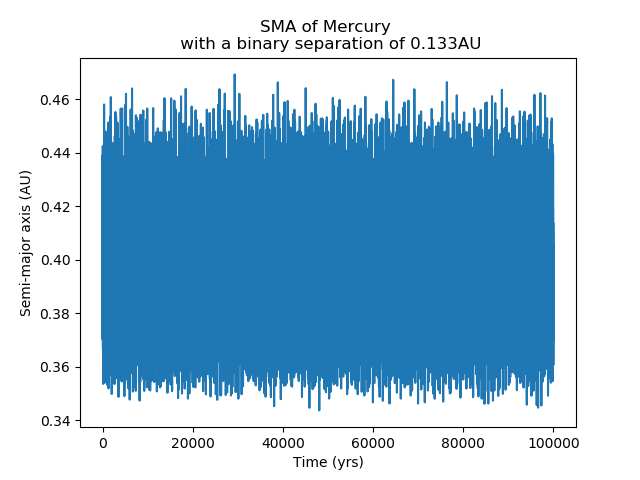 SMA of Mercury
with a binary separation of 0.133AU
Semi-major axis (AU)
0.46
0.44
0.42
0.40
0.38
0.36
0.34
0 20000 40000 60000 80000 100000
Time (yrs)